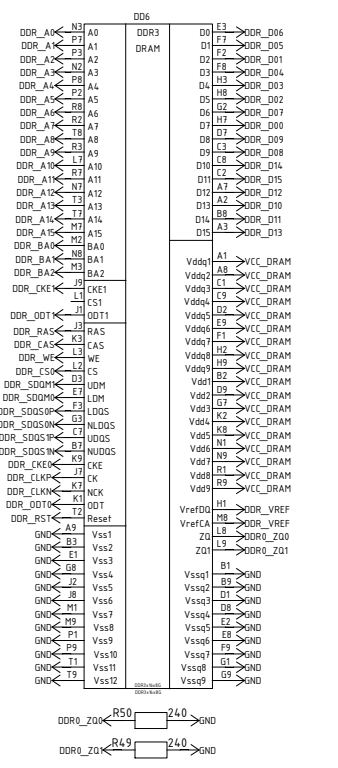 DD6
DDR3
DRAM
DDR_A0 N3 A0
DDR_A1 P7 A1
DDR_A2 P3 A2
DDR_A3 N2 A3
DDR_A4 P8 A4
DDR_A5 P2 A5
DDR_A6 R8 A6
DDR_A7 R2 A7
DDR_A8 T8 A8
DDR_A9 R3 A9
DDR_A10 L7 A10
DDR_A11 R7 A11
DDR_A12 N7 A12
DDR_A13 T3 A13
DDR_A14 T7 A14
DDR_A15 M7 A15
DDR_BA0 M2 BA0
DDR_BA1 N8 BA1
DDR_BA2 M3 BA2
DDR_CKE1 J9 CKE1
L1 CS1
DDR_ODT1 J1 ODT1
DDR_RAS J3 RAS
DDR_CAS K3 CAS
DDR_WE L3 WE
DDR_CS0 L2 CS
DDR_SDQM1 D3 UDM
DDR_SDQM0 E7 LDM
DDR_SDQS0P F3 LDQS
DDR_SDQS0N G3 NLDQS
DDR_SDQS1P C7 UDQS
DDR_SDQS1N B7 NUDQS
DDR_CKE0 K9 CKE
DDR_CLKP J7 CK
DDR_CLKN K7 NCK
DDR_ODT0 K1 ODT
DDR_RST T2 Reset
GND A9 Vss1
GND B3 Vss2
GND E1 Vss3
GND G8 Vss4
GND J2 Vss5
GND J8 Vss6
GND M1 Vss7
GND M9 Vss8
GND P1 Vss9
GND P9 Vss10
GND T1 Vss11
GND T9 Vss12
D0 E3 DDR_D06
D1 F7 DDR_D05
D2 F2 DDR_D01
D3 F8 DDR_D04
D4 H3 DDR_D03
D5 H8 DDR_D02
D6 G2 DDR_D07
D7 H7 DDR_D00
D8 D7 DDR_D09
D9 C3 DDR_D08
D10 C8 DDR_D14
D11 C2 DDR_D15
D12 A7 DDR_D12
D13 A2 DDR_D10
D14 B8 DDR_D11
D15 A3 DDR_D13
Vddq1 A1 VCC_DRAM
Vddq2 A8 VCC_DRAM
Vddq3 C1 VCC_DRAM
Vddq4 C9 VCC_DRAM
Vddq5 D2 VCC_DRAM
Vddq6 E9 VCC_DRAM
Vddq7 F1 VCC_DRAM
Vddq8 H2 VCC_DRAM
Vddq9 H9 VCC_DRAM
Vdd1 B2 VCC_DRAM
Vdd2 D9 VCC_DRAM
Vdd3 G7 VCC_DRAM
Vdd4 K2 VCC_DRAM
Vdd5 K8 VCC_DRAM
Vdd6 N1 VCC_DRAM
Vdd7 N9 VCC_DRAM
Vdd8 R1 VCC_DRAM
Vdd9 R9 VCC_DRAM
VrefDQ H1 DDR_VREF
VrefCA M8 DDR_VREF
ZQ L8 DDR0_ZQ0
ZQ1 L9 DDR0_ZQ1
Vssq1 B1 GND
Vssq2 B9 GND
Vssq3 D1 GND
Vssq4 D8 GND
Vssq5 E2 GND
Vssq6 E8 GND
Vssq7 F9 GND
Vssq8 G1 GND
Vssq9 G9 GND
DDR0_ZQ0 R50 240 GND
DDR0_ZQ1 R49 240 GND